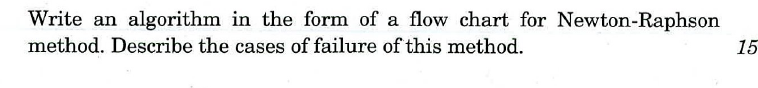 Write an algorithm in the form of a flow chart for Newton-Raphson
method. Describe the cases of failure of this method. 15